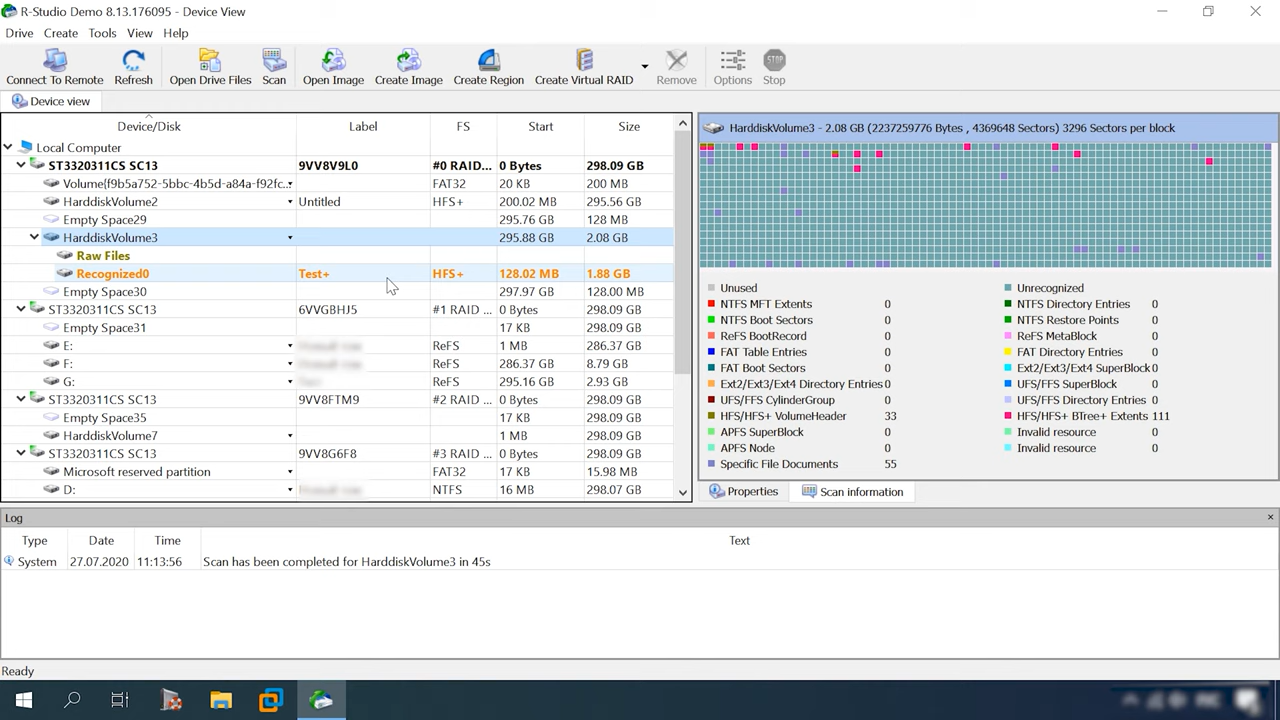 R-Studio Demo 8.13.176095 - Device View
Drive Create Tools View Help
Connect To Remote Refresh Open Drive Files Scan Open Image Create Image Create Region Create Virtual RAID Remove Options Stop
Device view
Device/Disk Label FS Start Size
Local Computer
ST3320311CS SC13 9VV8V9L0 #0 RAID... 0 Bytes 298.09 GB
Volume{f9b5a752-5bbc-4b5d-a84a-f92fc... FAT32 20 KB 200 MB
HarddiskVolume2 Untitled HFS+ 200.02 MB 295.56 GB
Empty Space29 295.76 GB 128 MB
HarddiskVolume3 295.88 GB 2.08 GB
Raw Files
Recognized0 Test+ HFS+ 128.02 MB 1.88 GB
Empty Space30 297.97 GB 128.00 MB
ST3320311CS SC13 6VVGBHJ5 #1 RAID ... 0 Bytes 298.09 GB
Empty Space31 17 KB 298.09 GB
E: ReFS 1 MB 286.37 GB
F: ReFS 286.37 GB 8.79 GB
G: ReFS 295.16 GB 2.93 GB
ST3320311CS SC13 9VV8FTM9 #2 RAID ... 0 Bytes 298.09 GB
Empty Space35 17 KB 298.09 GB
HarddiskVolume7 1 MB 298.09 GB
ST3320311CS SC13 9VV8G6F8 #3 RAID ... 0 Bytes 298.09 GB
Microsoft reserved partition FAT32 17 KB 15.98 MB
D: NTFS 16 MB 298.07 GB
HarddiskVolume3 - 2.08 GB (2237259776 Bytes , 4369648 Sectors) 3296 Sectors per block
Unused Unrecognized
NTFS MFT Extents 0 NTFS Directory Entries 0
NTFS Boot Sectors 0 NTFS Restore Points 0
ReFS BootRecord 0 ReFS MetaBlock 0
FAT Table Entries 0 FAT Directory Entries 0
FAT Boot Sectors 0 Ext2/Ext3/Ext4 SuperBlock 0
Ext2/Ext3/Ext4 Directory Entries 0 UFS/FFS SuperBlock 0
UFS/FFS CylinderGroup 0 UFS/FFS Directory Entries 0
HFS/HFS+ VolumeHeader 33 HFS/HFS+ BTree+ Extents 111
APFS SuperBlock 0 Invalid resource 0
APFS Node 0 Invalid resource 0
Specific File Documents 55
Properties Scan information
Log
Type Date Time Text
System 27.07.2020 11:13:56 Scan has been completed for HarddiskVolume3 in 45s
Ready